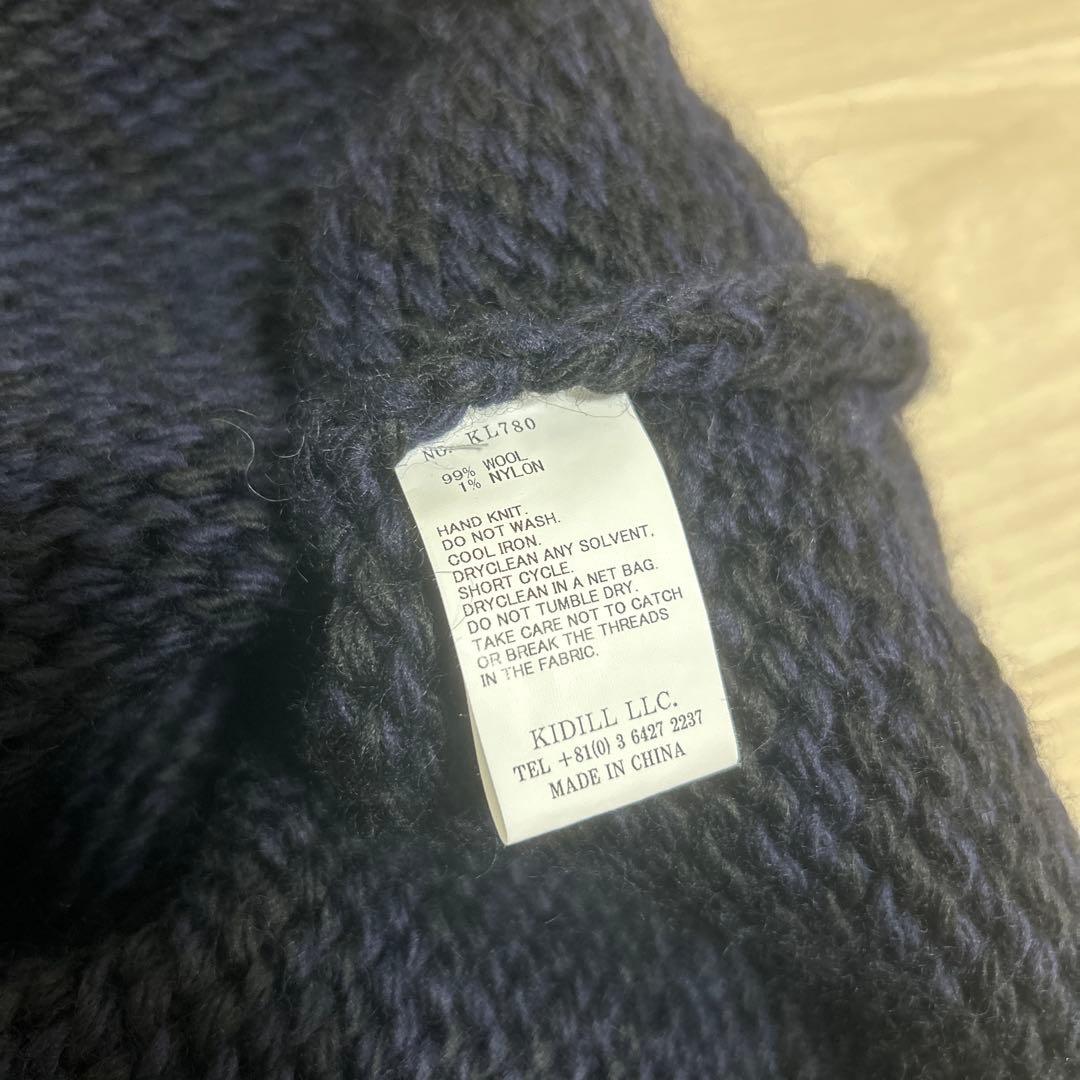 NO. KL780
99% WOOL
1% NYLON
HAND KNIT.
DO NOT WASH.
COOL IRON.
DRYCLEAN ANY SOLVENT,
SHORT CYCLE.
DRYCLEAN IN A NET BAG.
DO NOT TUMBLE DRY.
TAKE CARE NOT TO CATCH
OR BREAK THE THREADS
IN THE FABRIC.
KIDILL LLC.
TEL +81(0) 3 6427 2237
MADE IN CHINA